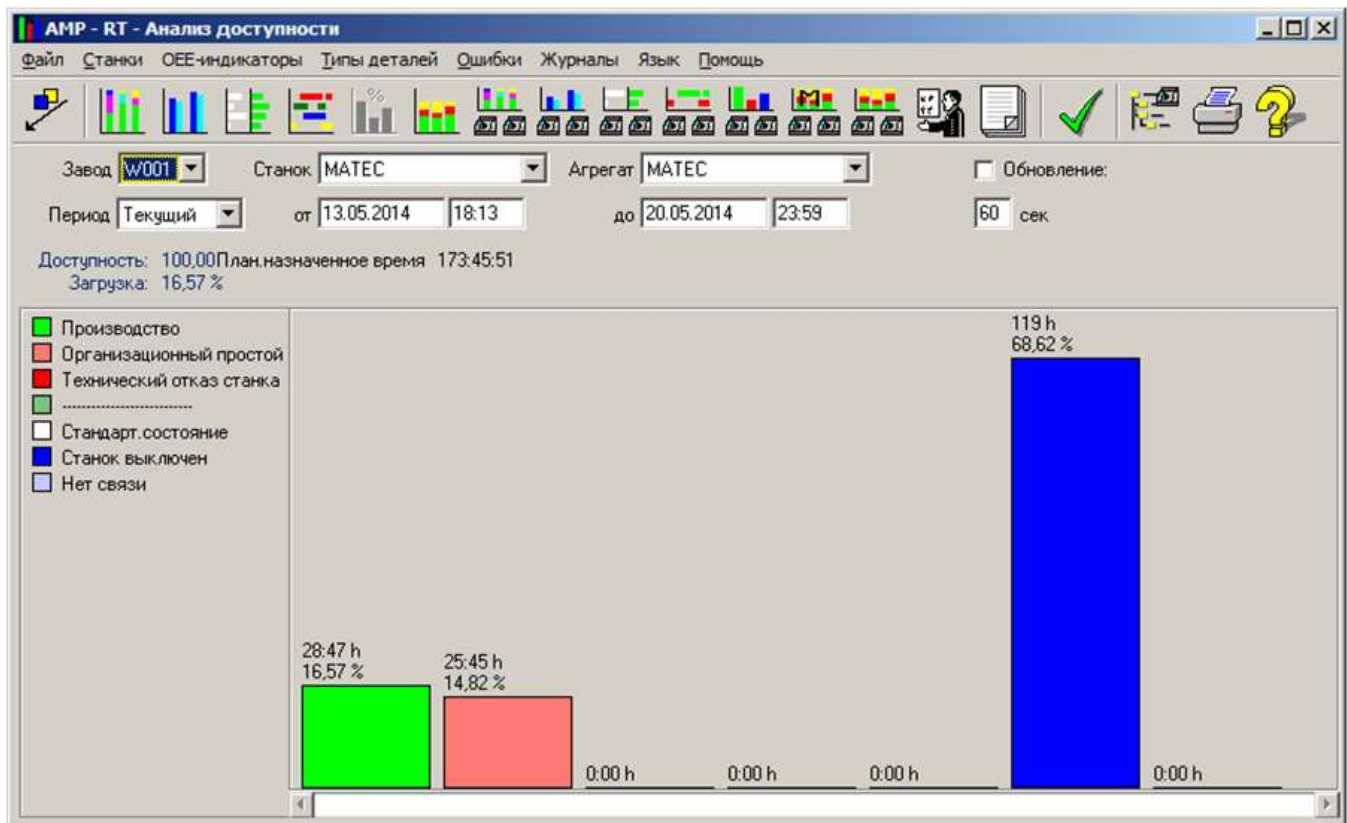 AMP - RT - Анализ доступности
Файл Станки OEE-индикаторы Типы деталей Ошибки Журналы Язык Помощь
Завод W001 Станок MATEC Агрегат MATEC Обновление:
Период Текущий от 13.05.2014 18:13 до 20.05.2014 23:59 60 сек
Доступность: 100,00План.назначенное время 173:45:51
Загрузка: 16,57 %
Производство
Организационный простой
Технический отказ станка
---------------------------
Стандарт.состояние
Станок выключен
Нет связи
119 h
68,62 %
28:47 h
16,57 %
25:45 h
14,82 %
0:00 h 0:00 h 0:00 h 0:00 h